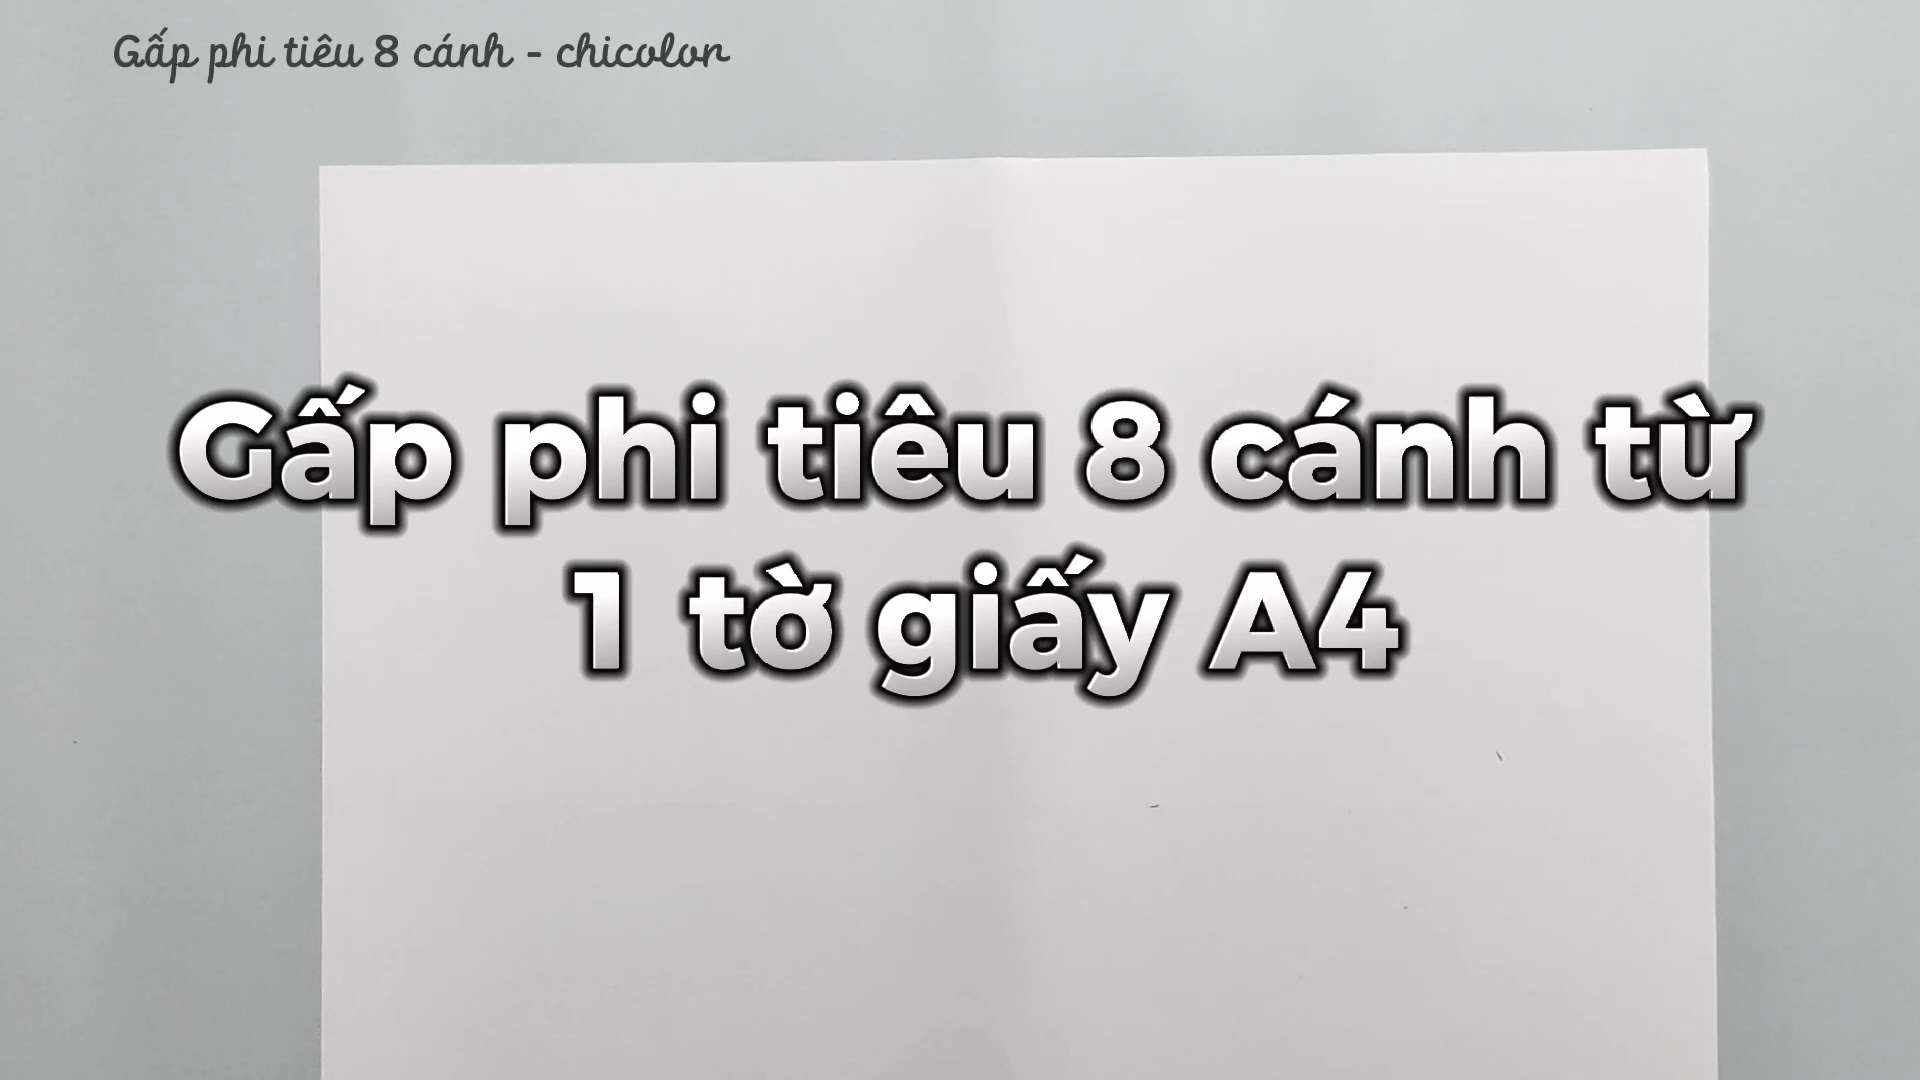 Gấp phi tiêu 8 cánh - chicolor
Gấp phi tiêu 8 cánh từ
1 tờ giấy A4